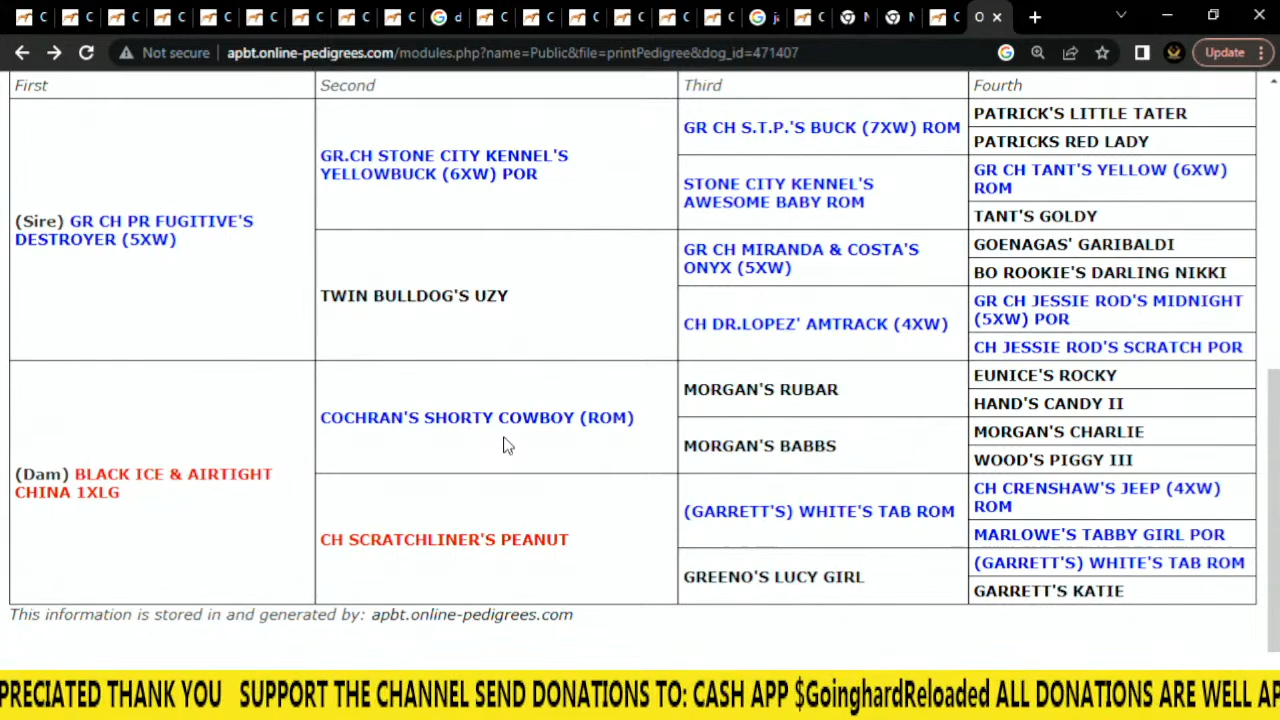 C C C C C C C C C d C C C C C C C C N N C O
Not secure apbt.online-pedigrees.com/modules.php?name=Public&file=printPedigree&dog_id=471407 Update
First Second Third Fourth
(Sire) GR CH PR FUGITIVE'S
DESTROYER (5XW)
GR.CH STONE CITY KENNEL'S
YELLOWBUCK (6XW) POR
GR CH S.T.P.'S BUCK (7XW) ROM
PATRICK'S LITTLE TATER
PATRICKS RED LADY
STONE CITY KENNEL'S
AWESOME BABY ROM
GR CH TANT'S YELLOW (6XW)
ROM
TANT'S GOLDY
TWIN BULLDOG'S UZY
GR CH MIRANDA & COSTA'S
ONYX (5XW)
GOENAGAS' GARIBALDI
BO ROOKIE'S DARLING NIKKI
CH DR.LOPEZ' AMTRACK (4XW)
GR CH JESSIE ROD'S MIDNIGHT
(5XW) POR
CH JESSIE ROD'S SCRATCH POR
(Dam) BLACK ICE & AIRTIGHT
CHINA 1XLG
COCHRAN'S SHORTY COWBOY (ROM)
MORGAN'S RUBAR
EUNICE'S ROCKY
HAND'S CANDY II
MORGAN'S BABBS
MORGAN'S CHARLIE
WOOD'S PIGGY III
CH SCRATCHLINER'S PEANUT
(GARRETT'S) WHITE'S TAB ROM
CH CRENSHAW'S JEEP (4XW)
ROM
MARLOWE'S TABBY GIRL POR
GREENO'S LUCY GIRL
(GARRETT'S) WHITE'S TAB ROM
GARRETT'S KATIE
This information is stored in and generated by: apbt.online-pedigrees.com
PRECIATED THANK YOU SUPPORT THE CHANNEL SEND DONATIONS TO: CASH APP $GoinghardReloaded ALL DONATIONS ARE WELL AP